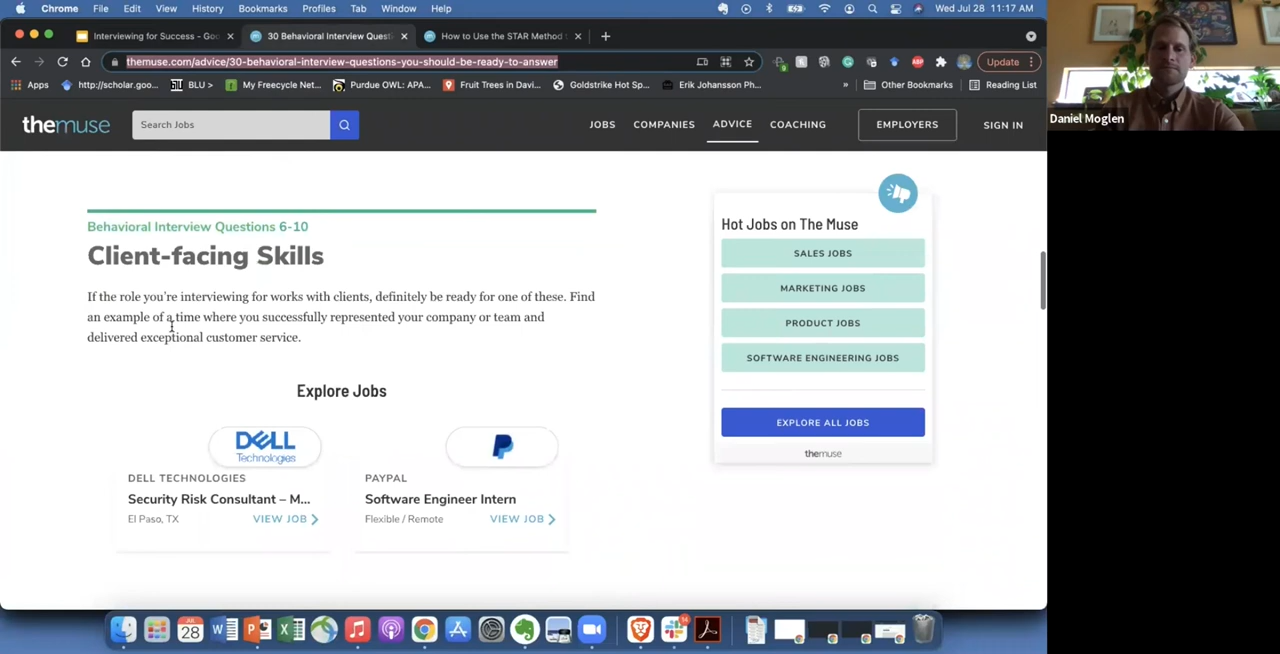 Chrome File Edit View History Bookmarks Profiles Tab Window Help Wed Jul 28 11:17 AM
Interviewing for Success - Goo 30 Behavioral Interview Questi How to Use the STAR Method
themuse.com/advice/30-behavioral-interview-questions-you-should-be-ready-to-answer Update
Apps http://scholar.goo... BLU > My Freecycle Net... Purdue OWL: APA... Fruit Trees in Davi... Goldstrike Hot Sp... Erik Johansson Ph... » Other Bookmarks Reading List
Daniel Moglen
themuse Search Jobs JOBS COMPANIES ADVICE COACHING EMPLOYERS SIGN IN
Behavioral Interview Questions 6-10
Client-facing Skills
If the role you're interviewing for works with clients, definitely be ready for one of these. Find
an example of a time where you successfully represented your company or team and
delivered exceptional customer service.
Explore Jobs
DELL
Technologies
DELL TECHNOLOGIES
Security Risk Consultant – M...
El Paso, TX VIEW JOB
PAYPAL
Software Engineer Intern
Flexible / Remote VIEW JOB
Hot Jobs on The Muse
SALES JOBS
MARKETING JOBS
PRODUCT JOBS
SOFTWARE ENGINEERING JOBS
EXPLORE ALL JOBS
themuse